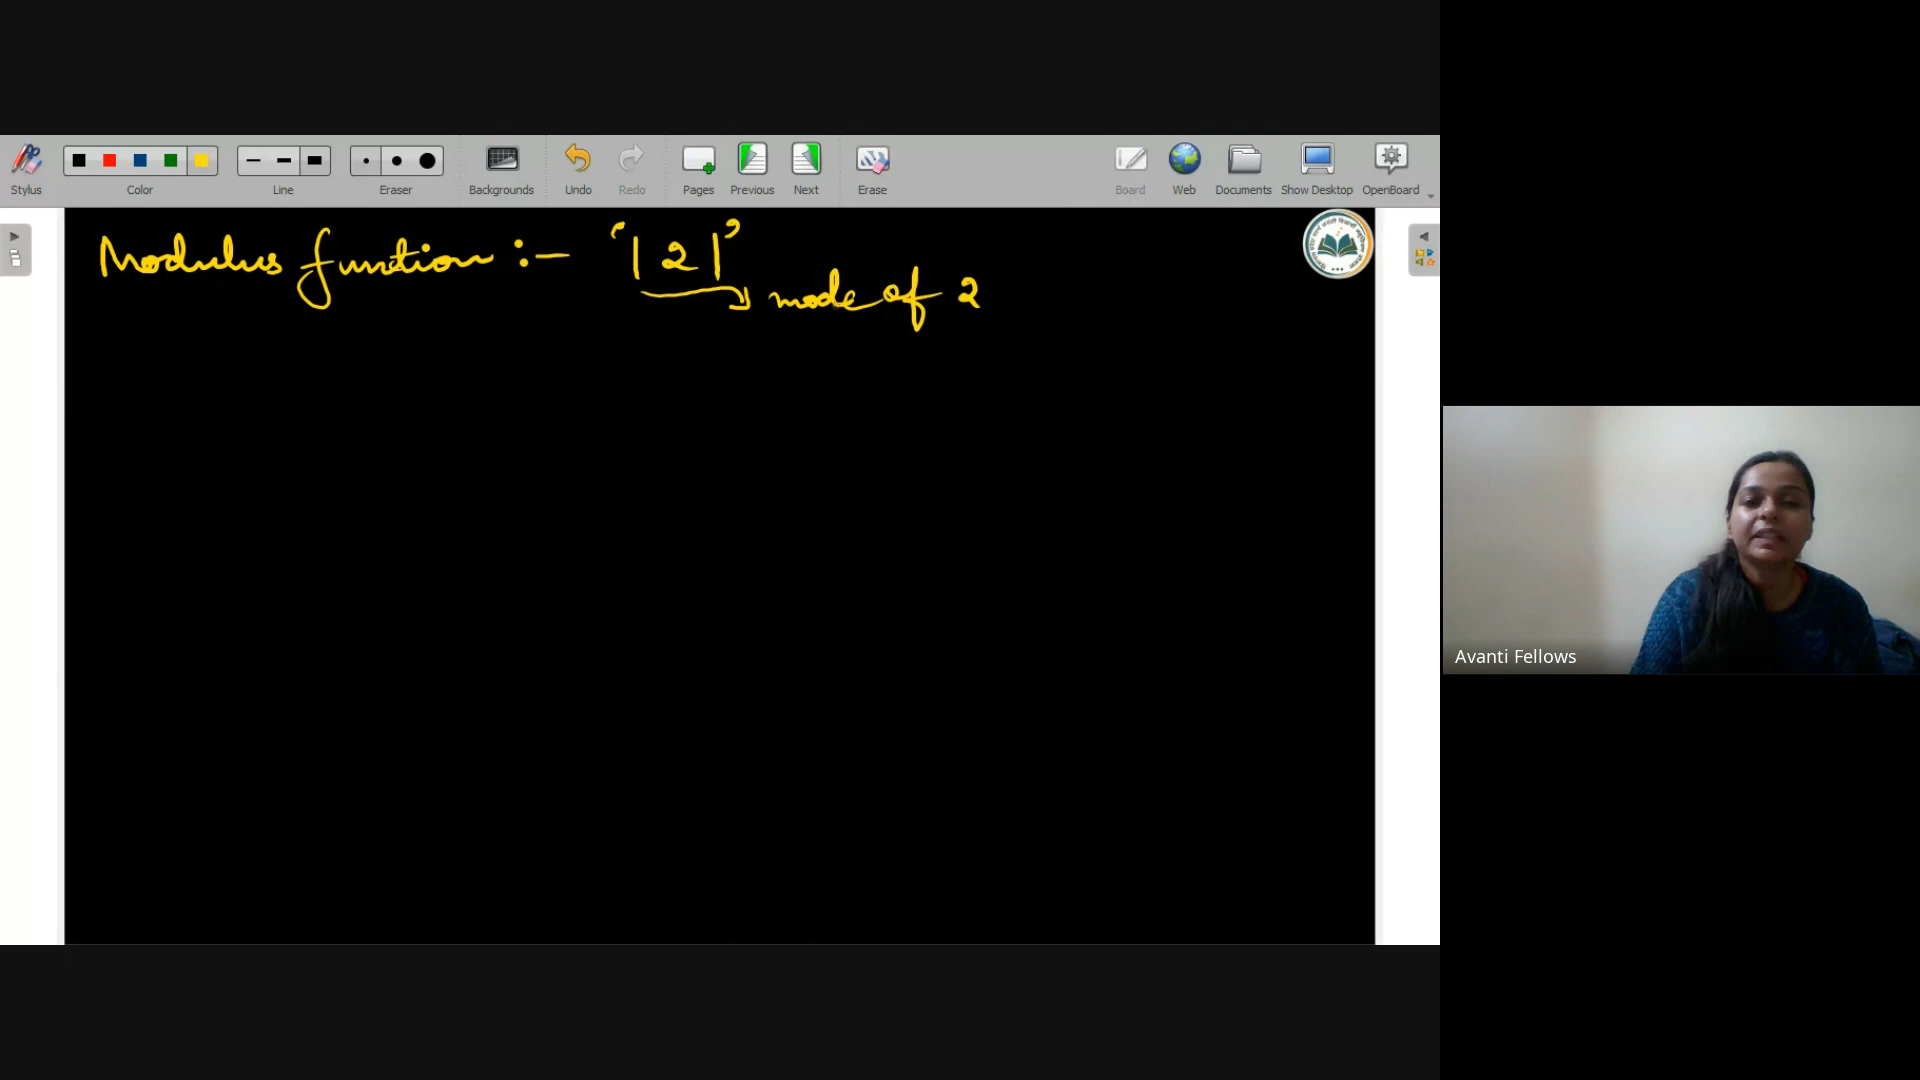 Stylus Color Line Eraser Backgrounds Undo Redo Pages Previous Next Erase Board Web Documents Show Desktop OpenBoard
Modulus function :- '|2|'
mode of 2
Avanti Fellows